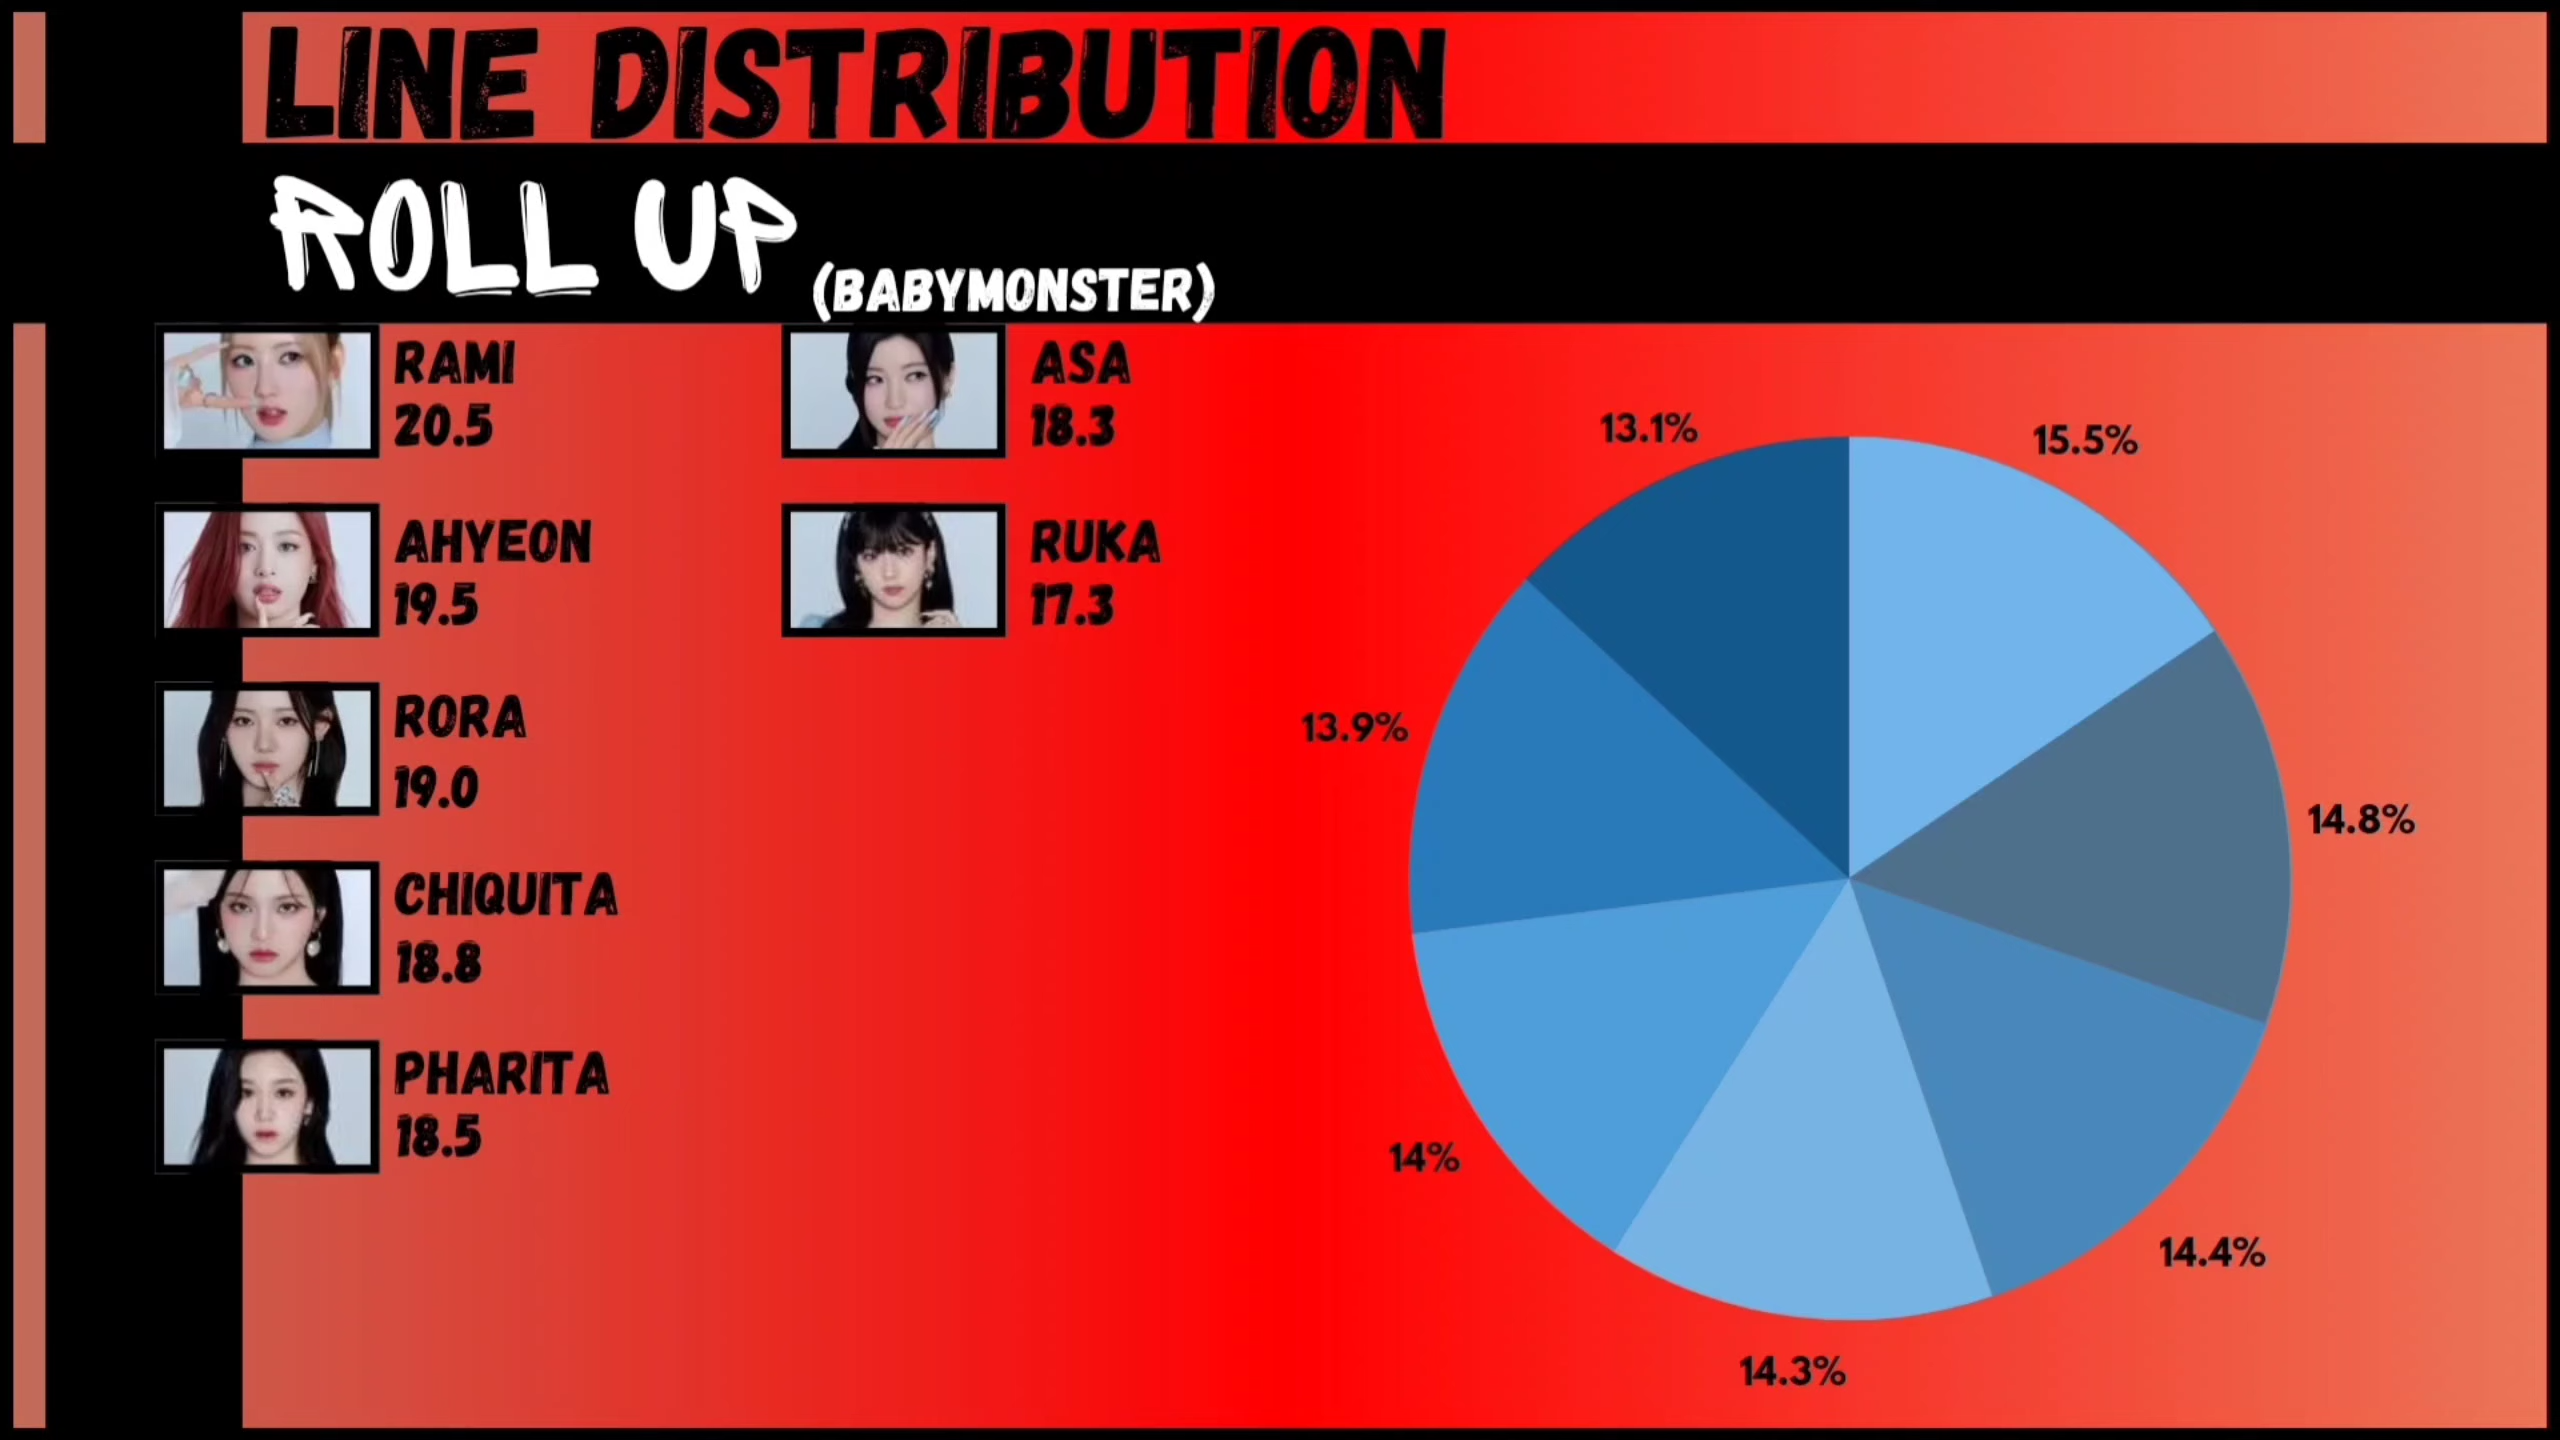 LINE DISTRIBUTION
ROLL UP (BABYMONSTER)
RAMI
20.5
AHYEON
19.5
RORA
19.0
CHIQUITA
18.8
PHARITA
18.5
ASA
18.3
RUKA
17.3
13.1%
15.5%
13.9%
14.8%
14%
14.4%
14.3%